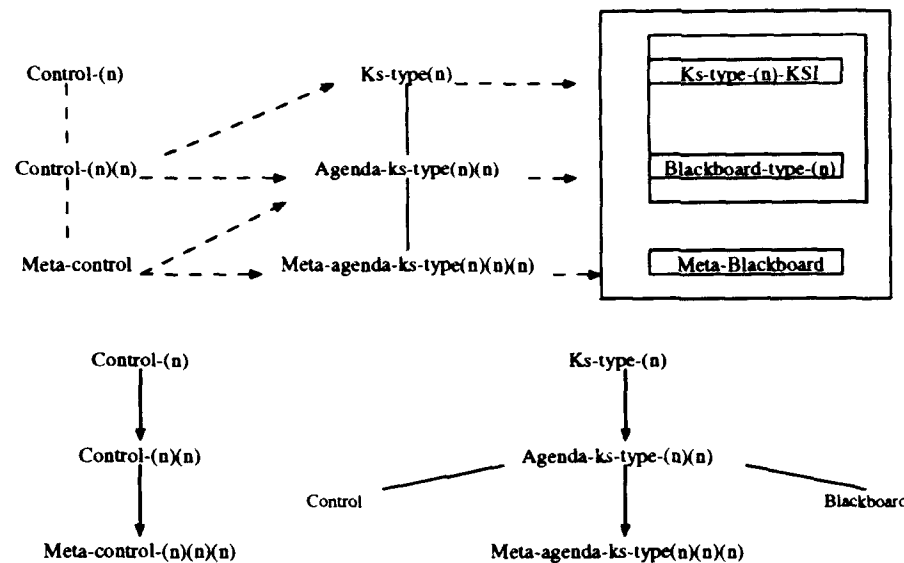 Control-(n)
Ks-type(n)
Ks-type-(n)-KSI
Control-(n)(n)
Agenda-ks-type(n)(n)
Blackboard-type-(n)
Meta-control
Meta-agenda-ks-type(n)(n)(n)
Meta-Blackboard
Control-(n)
Ks-type-(n)
Control-(n)(n)
Agenda-ks-type-(n)(n)
Control
Blackboard
Meta-control-(n)(n)(n)
Meta-agenda-ks-type(n)(n)(n)